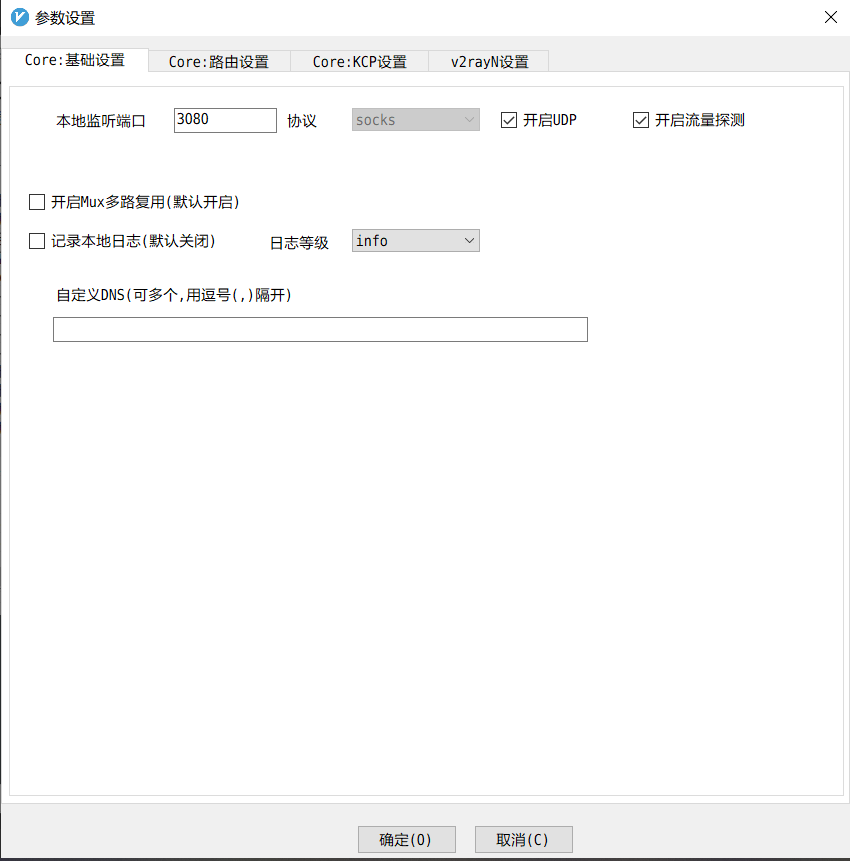 参数设置
Core:基础设置 Core:路由设置 Core:KCP设置 v2rayN设置
本地监听端口 3080 协议 socks 开启UDP 开启流量探测
开启Mux多路复用(默认开启)
记录本地日志(默认关闭) 日志等级 info
自定义DNS(可多个,用逗号(,)隔开)
确定(O) 取消(C)